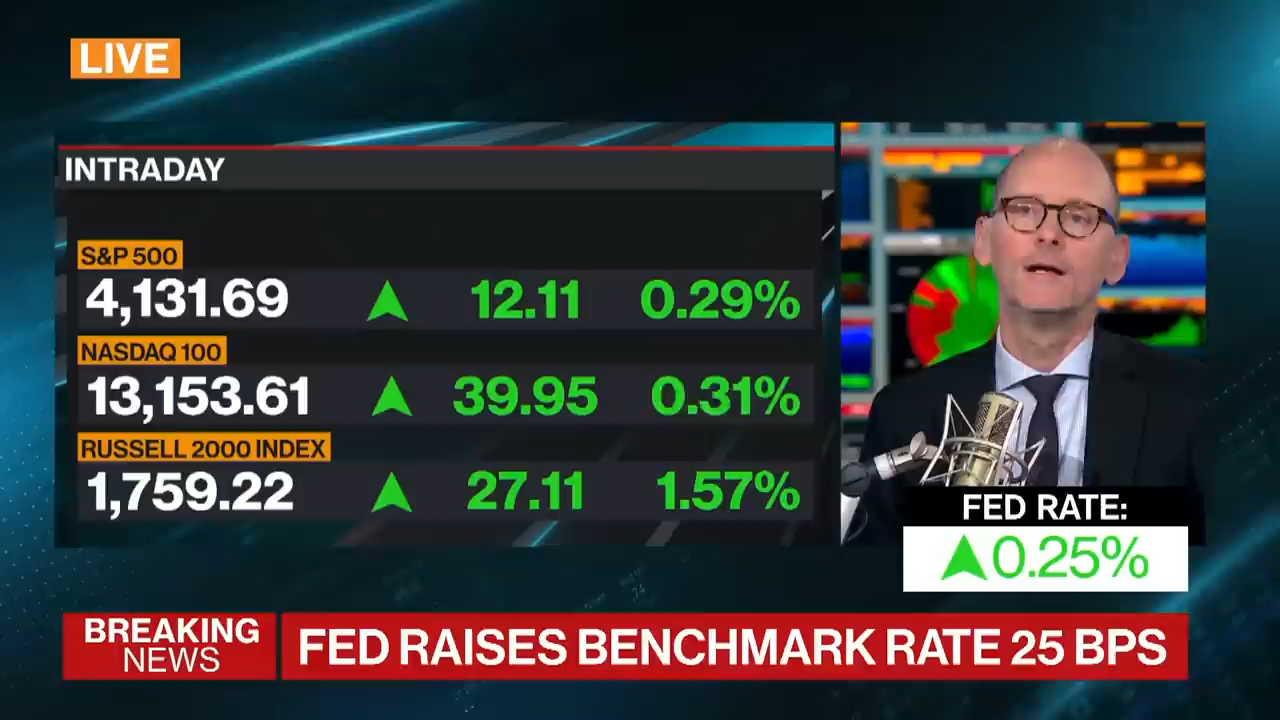 LIVE
INTRADAY
S&P 500
4,131.69 12.11 0.29%
NASDAQ 100
13,153.61 39.95 0.31%
RUSSELL 2000 INDEX
1,759.22 27.11 1.57%
FED RATE:
0.25%
BREAKING
NEWS
FED RAISES BENCHMARK RATE 25 BPS